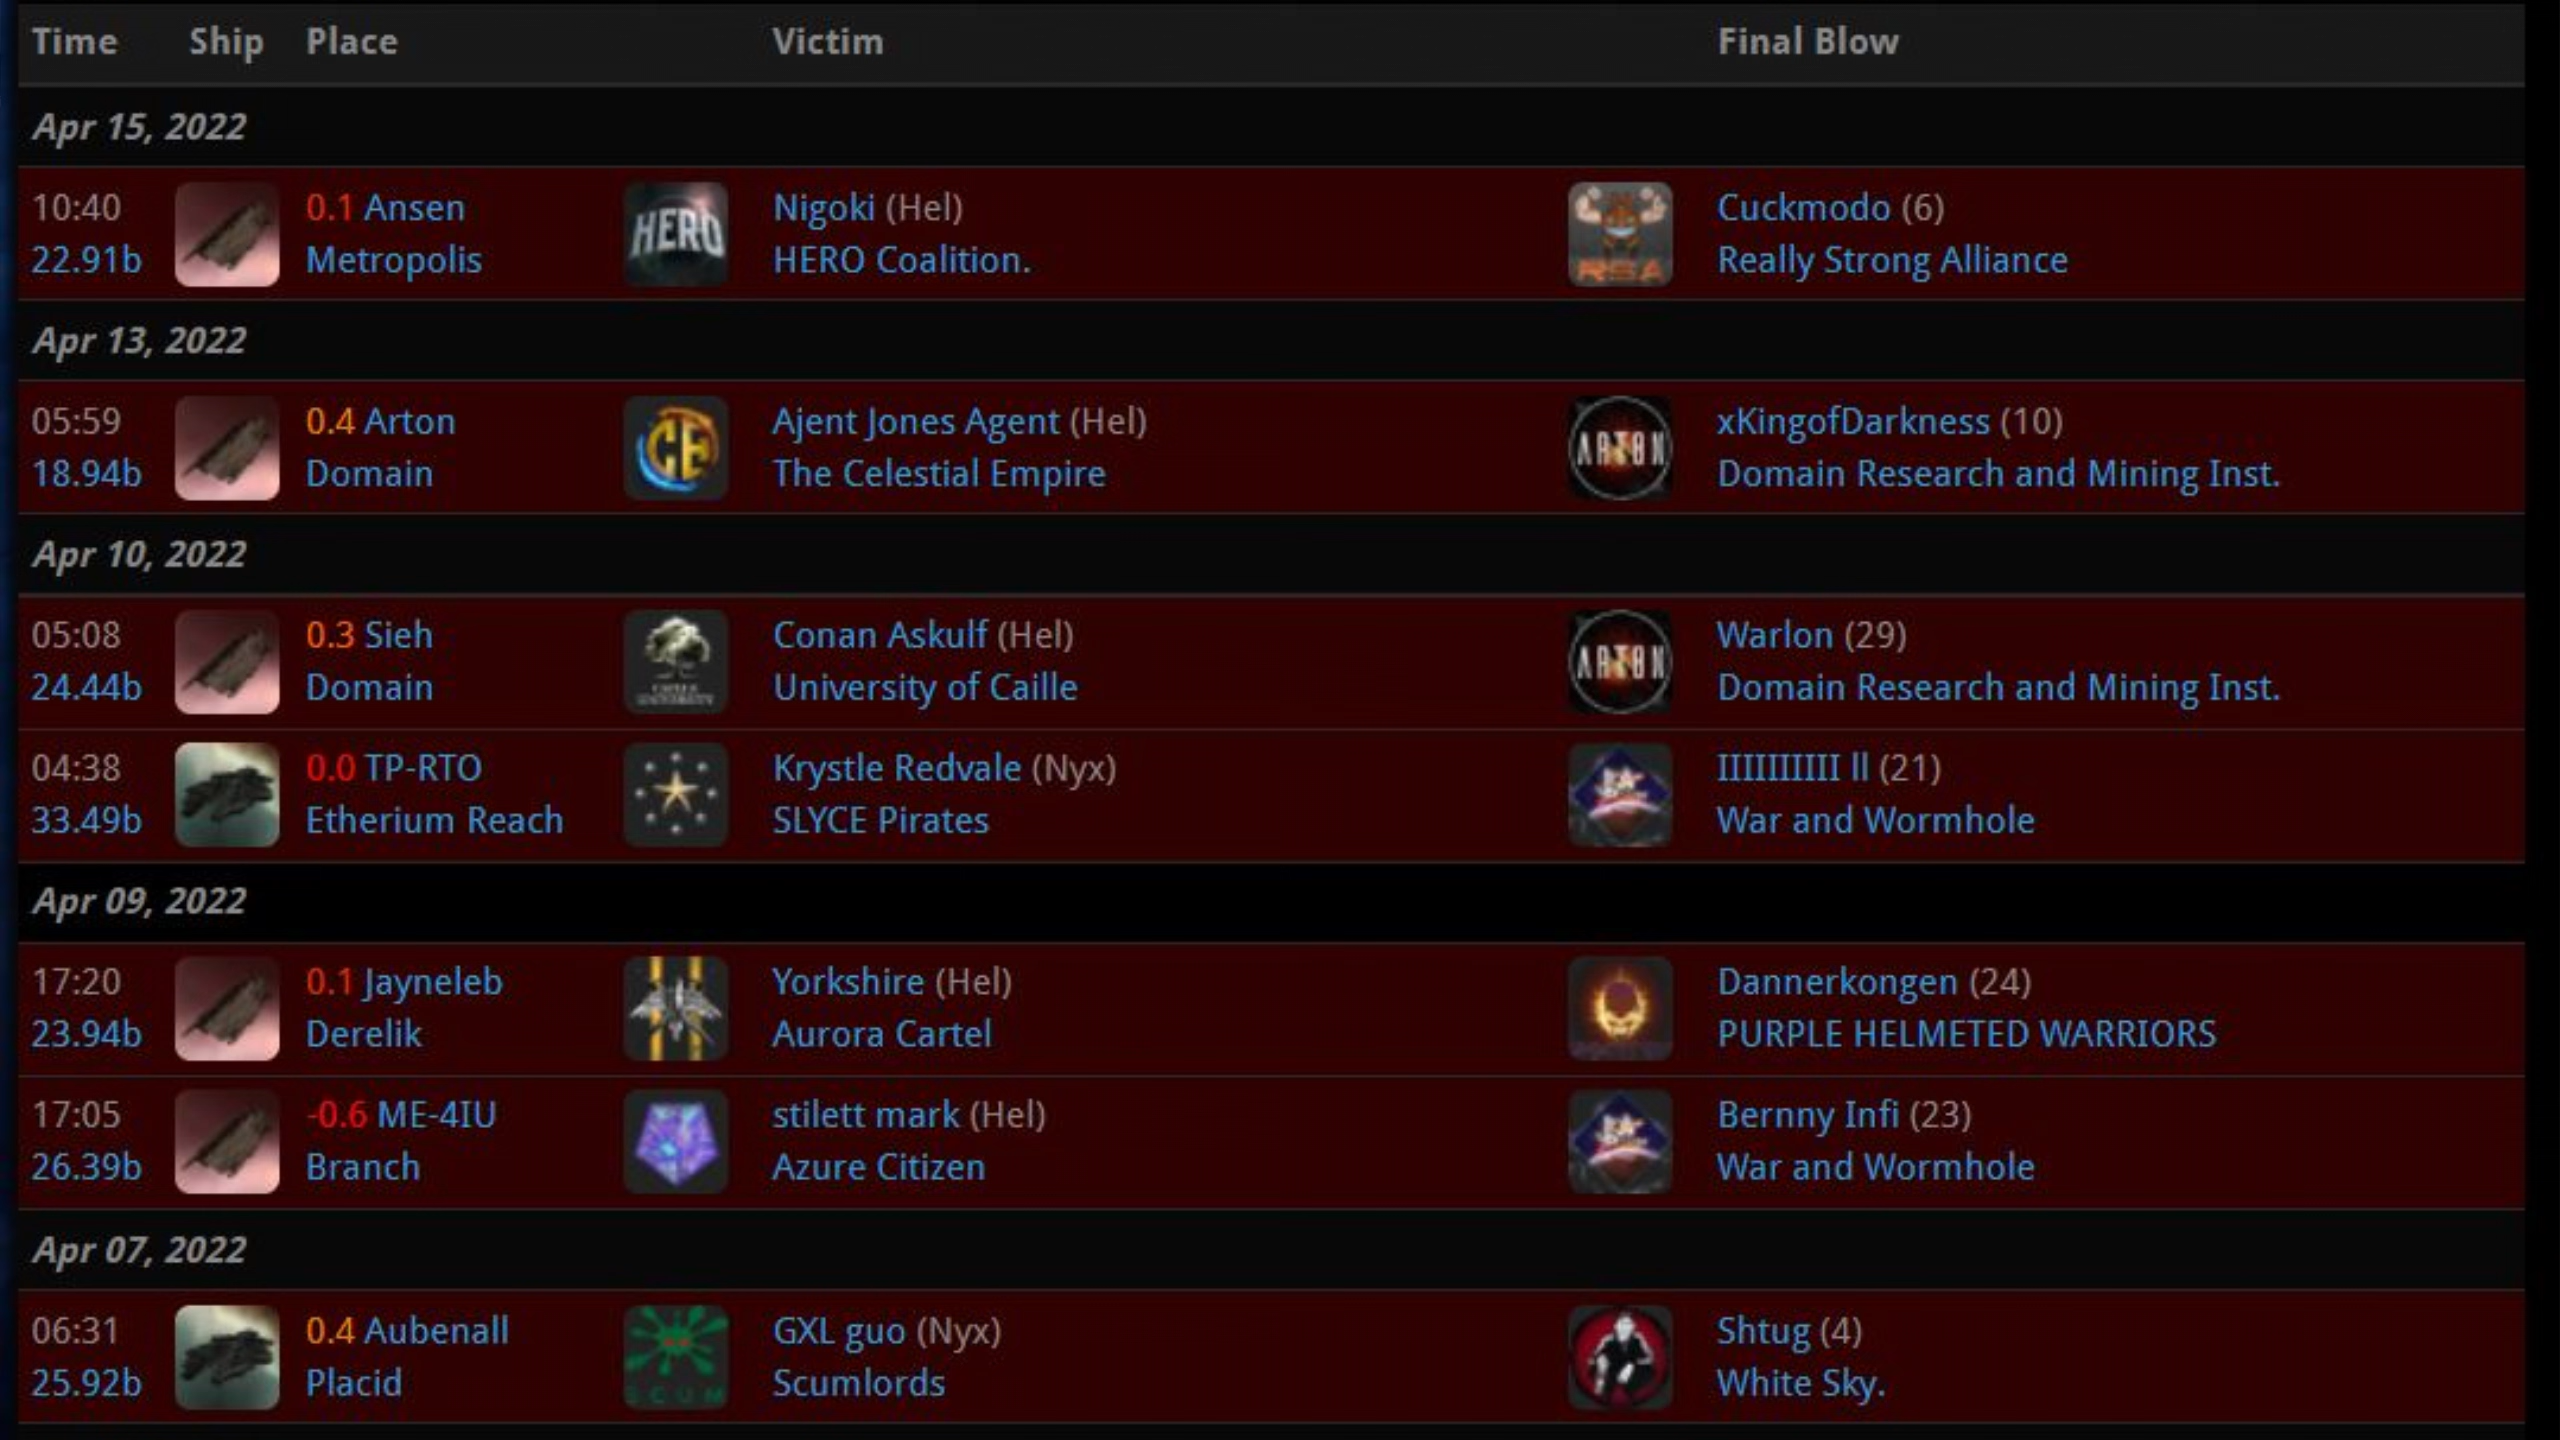 Time Ship Place Victim Final Blow
Apr 15, 2022
10:40 0.1 Ansen Nigoki (Hel) Cuckmodo (6)
22.91b Metropolis HERO HERO Coalition. RSA Really Strong Alliance
Apr 13, 2022
05:59 0.4 Arton Ajent Jones Agent (Hel) xKingofDarkness (10)
18.94b Domain CE The Celestial Empire ARTON Domain Research and Mining Inst.
Apr 10, 2022
05:08 0.3 Sieh Conan Askulf (Hel) Warlon (29)
24.44b Domain University of Caille ARTON Domain Research and Mining Inst.
04:38 0.0 TP-RTO Krystle Redvale (Nyx) IIIIIIIIII ll (21)
33.49b Etherium Reach SLYCE Pirates War and Wormhole
Apr 09, 2022
17:20 0.1 Jayneleb Yorkshire (Hel) Dannerkongen (24)
23.94b Derelik Aurora Cartel PURPLE HELMETED WARRIORS
17:05 -0.6 ME-4IU stilett mark (Hel) Bernny Infi (23)
26.39b Branch Azure Citizen War and Wormhole
Apr 07, 2022
06:31 0.4 Aubenall GXL guo (Nyx) Shtug (4)
25.92b Placid SCUM Scumlords White Sky.